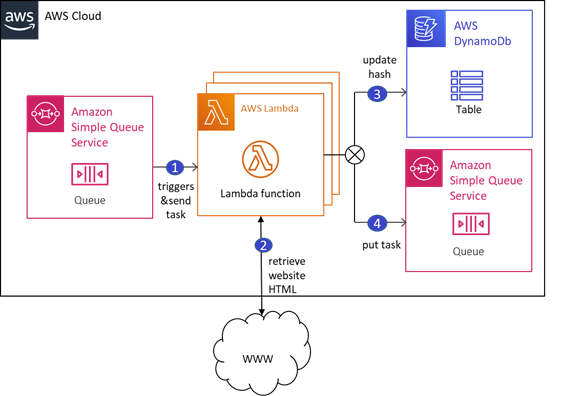 aws
AWS Cloud
Amazon
Simple Queue
Service
Queue
1
triggers
&send
task
AWS Lambda
Lambda function
2
retrieve
website
HTML
WWW
update
hash
3
AWS
DynamoDb
Table
4
put task
Amazon
Simple Queue
Service
Queue